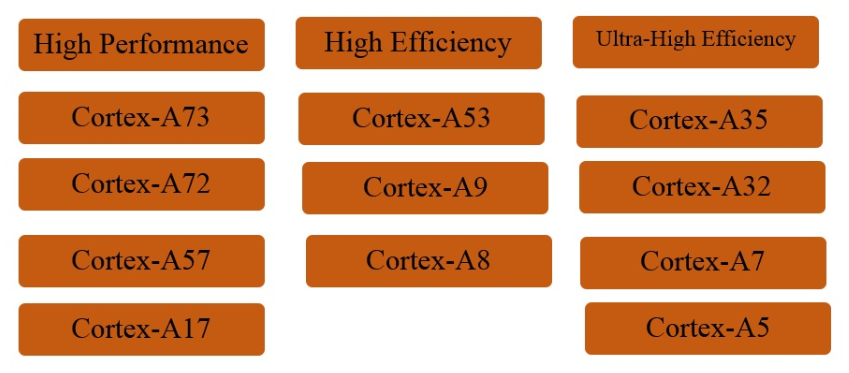 High Performance
High Efficiency
Ultra-High Efficiency
Cortex-A73
Cortex-A53
Cortex-A35
Cortex-A72
Cortex-A9
Cortex-A32
Cortex-A57
Cortex-A8
Cortex-A7
Cortex-A17
Cortex-A5